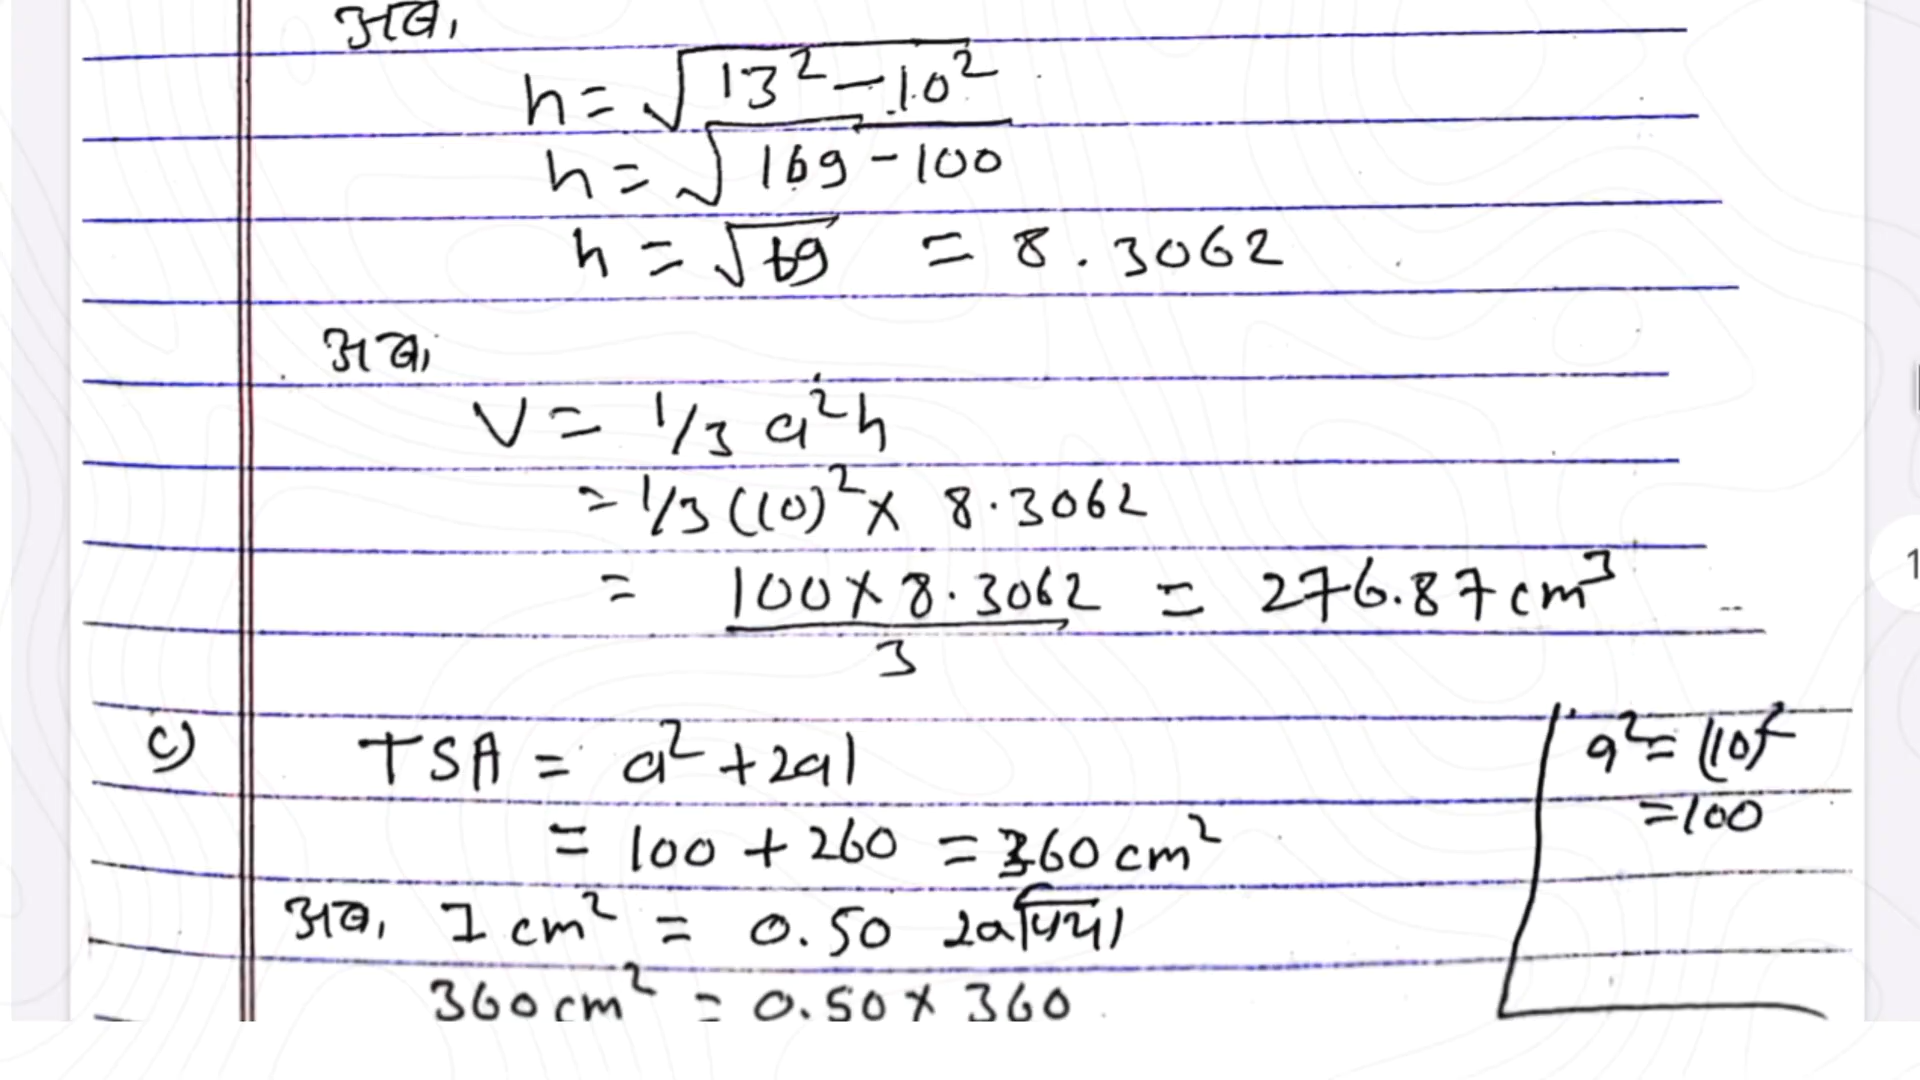 अब,
h = √13² - 10²
h = √169 - 100
h = √69 = 8.3062
अब,
V = 1/3 a²h
= 1/3 (10)² × 8.3062
= 100 × 8.3062 / 3 = 276.87 cm³
c) TSA = a² + 2al
= 100 + 260 = 360 cm²
a² = (10)²
= 100
अब, 1 cm² = 0.50
360 cm² = 0.50 × 360
1